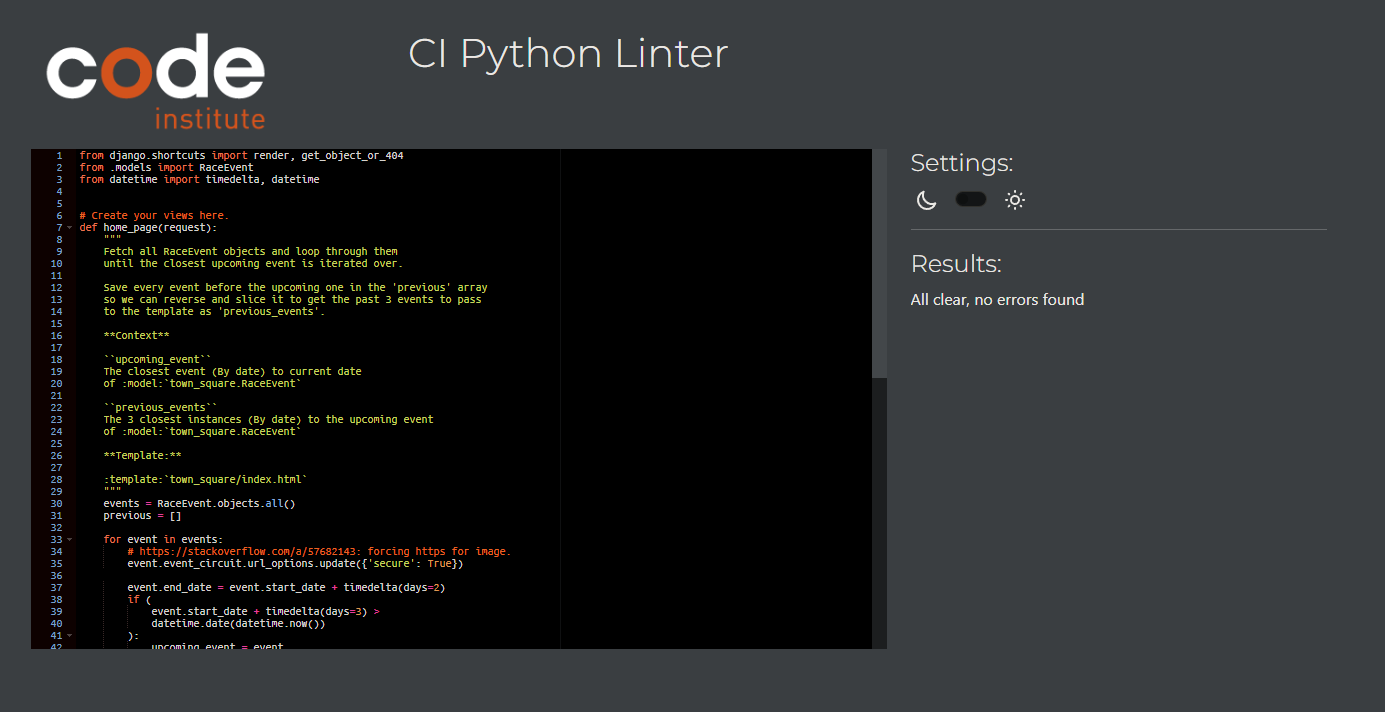 code
institute
CI Python Linter
1 from django.shortcuts import render, get_object_or_404
2 from .models import RaceEvent
3 from datetime import timedelta, datetime
4
5
6 # Create your views here.
7 def home_page(request):
8     """
9     Fetch all RaceEvent objects and loop through them
10     until the closest upcoming event is iterated over.
11
12     Save every event before the upcoming one in the 'previous' array
13     so we can reverse and slice it to get the past 3 events to pass
14     to the template as 'previous_events'.
15
16     **Context**
17
18     ``upcoming_event``
19     The closest event (By date) to current date
20     of :model:`town_square.RaceEvent`
21
22     ``previous_events``
23     The 3 closest instances (By date) to the upcoming event
24     of :model:`town_square.RaceEvent`
25
26     **Template:**
27
28     :template:`town_square/index.html`
29     """
30     events = RaceEvent.objects.all()
31     previous = []
32
33     for event in events:
34         # https://stackoverflow.com/a/57682143: forcing https for image.
35         event.event_circuit.url_options.update({'secure': True})
36
37         event.end_date = event.start_date + timedelta(days=2)
38         if (
39             event.start_date + timedelta(days=3) >
40             datetime.date(datetime.now())
41         ):
42             upcoming_event = event
Settings:
Results:
All clear, no errors found